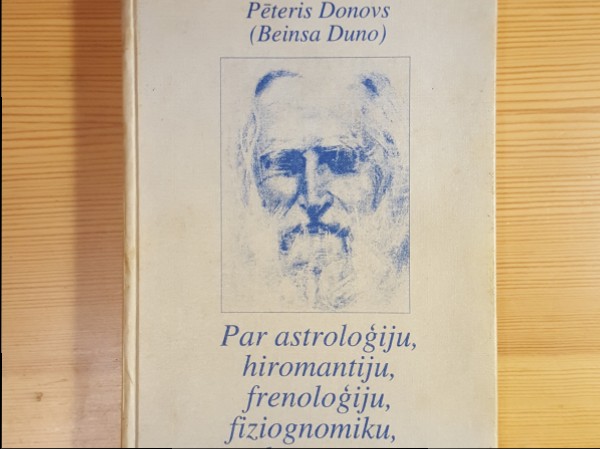 Pēteris Donovs
(Beinsa Duno)
Par astroloģiju,
hiromantiju,
frenoloģiju,
fiziognomiku,